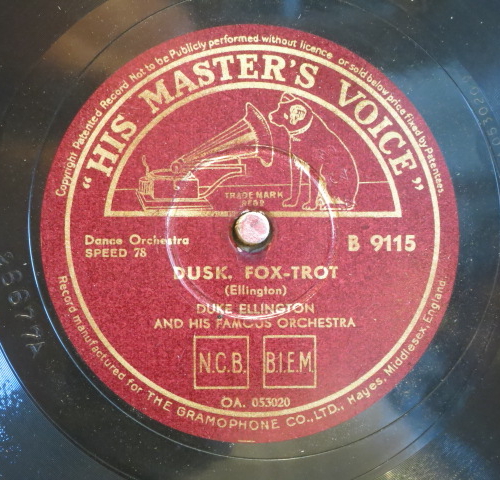 Copyright Patented Record Not to be Publicly performed without licence or sold below price fixed by Patentees.
"HIS MASTER'S VOICE"
TRADE MARK
Dance Orchestra
SPEED 78
B 9115
DUSK. FOX-TROT
(Ellington)
DUKE ELLINGTON
AND HIS FAMOUS ORCHESTRA
N.C.B.
B.I.E.M.
OA. 053020
Record manufactured for THE GRAMOPHONE CO., LTD., Hayes, Middlesex, England.